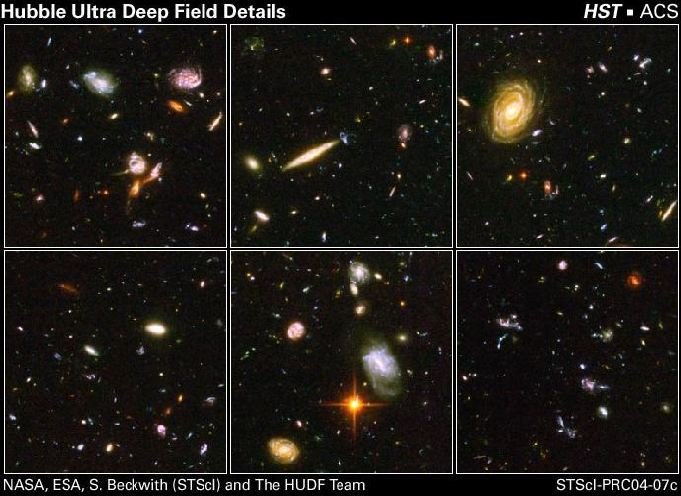 Hubble Ultra Deep Field Details
HST ▪ ACS
NASA, ESA, S. Beckwith (STScI) and The HUDF Team
STScI-PRC04-07c